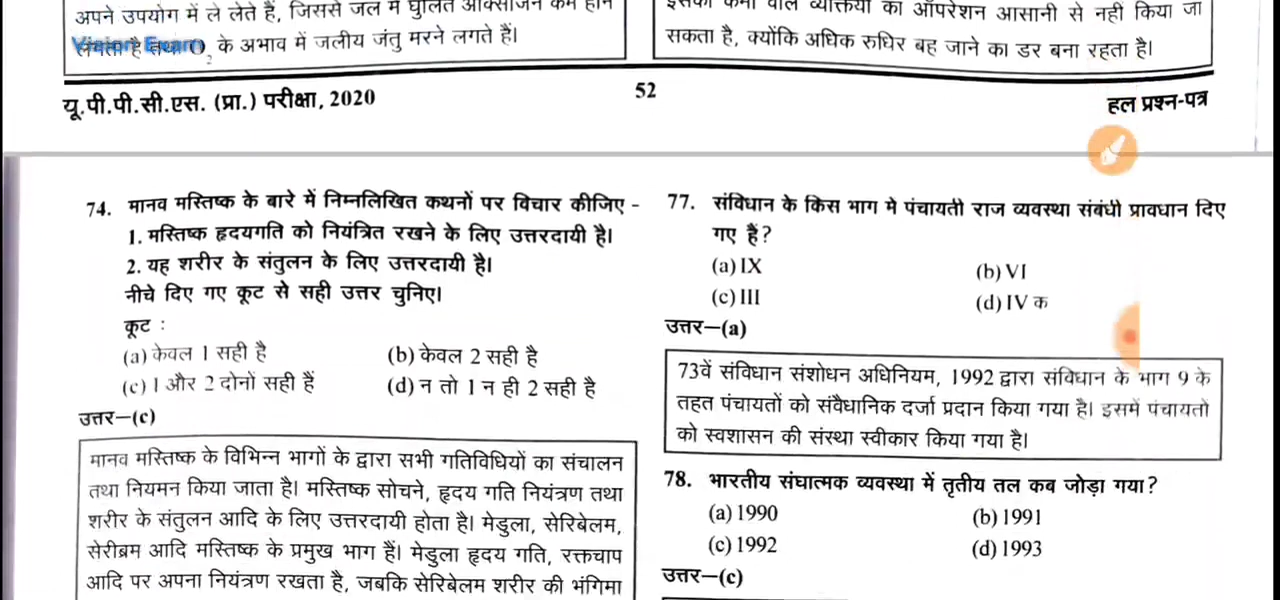 अपने उपयोग में ले लेते हैं, जिससे जल में घुलित ऑक्सीजन कम होने
है तथा O2 के अभाव में जलीय जंतु मरने लगते हैं।
Vision Exam
इसकी कमी वाले व्यक्तियों का ऑपरेशन आसानी से नहीं किया जा
सकता है, क्योंकि अधिक रुधिर बह जाने का डर बना रहता है।
यू.पी.पी.सी.एस. (प्रा.) परीक्षा, 2020
52
हल प्रश्न-पत्र
74. मानव मस्तिष्क के बारे में निम्नलिखित कथनों पर विचार कीजिए -
1. मस्तिष्क हृदयगति को नियंत्रित रखने के लिए उत्तरदायी है।
2. यह शरीर के संतुलन के लिए उत्तरदायी है।
नीचे दिए गए कूट से सही उत्तर चुनिए।
कूट :
(a) केवल 1 सही है (b) केवल 2 सही है
(c) 1 और 2 दोनों सही हैं (d) न तो 1 न ही 2 सही है
उत्तर–(c)
मानव मस्तिष्क के विभिन्न भागों के द्वारा सभी गतिविधियों का संचालन
तथा नियमन किया जाता है। मस्तिष्क सोचने, हृदय गति नियंत्रण तथा
शरीर के संतुलन आदि के लिए उत्तरदायी होता है। मेडुला, सेरिबेलम,
सेरीब्रम आदि मस्तिष्क के प्रमुख भाग हैं। मेडुला हृदय गति, रक्तचाप
आदि पर अपना नियंत्रण रखता है, जबकि सेरिबेलम शरीर की भंगिमा
77. संविधान के किस भाग मे पंचायती राज व्यवस्था संबंधी प्रावधान दिए
गए हैं?
(a) IX (b) VI
(c) III (d) IV क
उत्तर–(a)
73वें संविधान संशोधन अधिनियम, 1992 द्वारा संविधान के भाग 9 के
तहत पंचायतों को संवैधानिक दर्जा प्रदान किया गया है। इसमें पंचायतों
को स्वशासन की संस्था स्वीकार किया गया है।
78. भारतीय संघात्मक व्यवस्था में तृतीय तल कब जोड़ा गया?
(a) 1990 (b) 1991
(c) 1992 (d) 1993
उत्तर–(c)